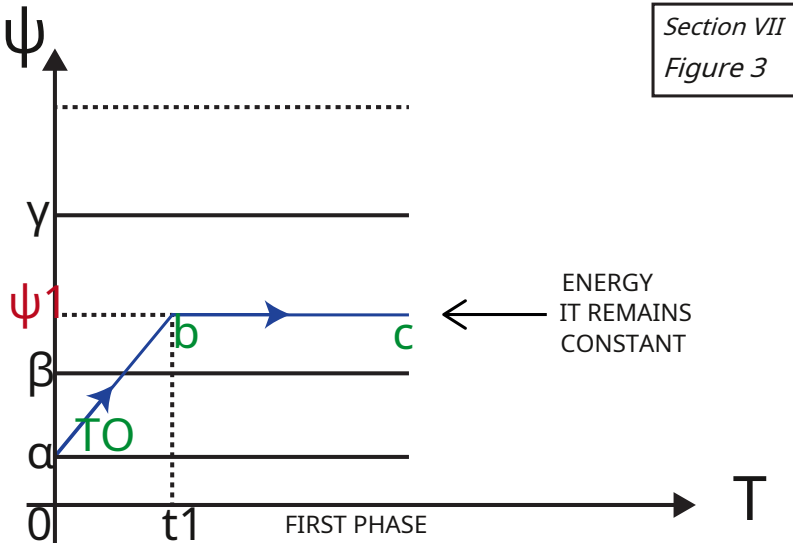 ψ
Section VII
Figure 3
γ
ψ1
ENERGY
IT REMAINS
CONSTANT
b
c
β
TO
α
T
0
t1
FIRST PHASE